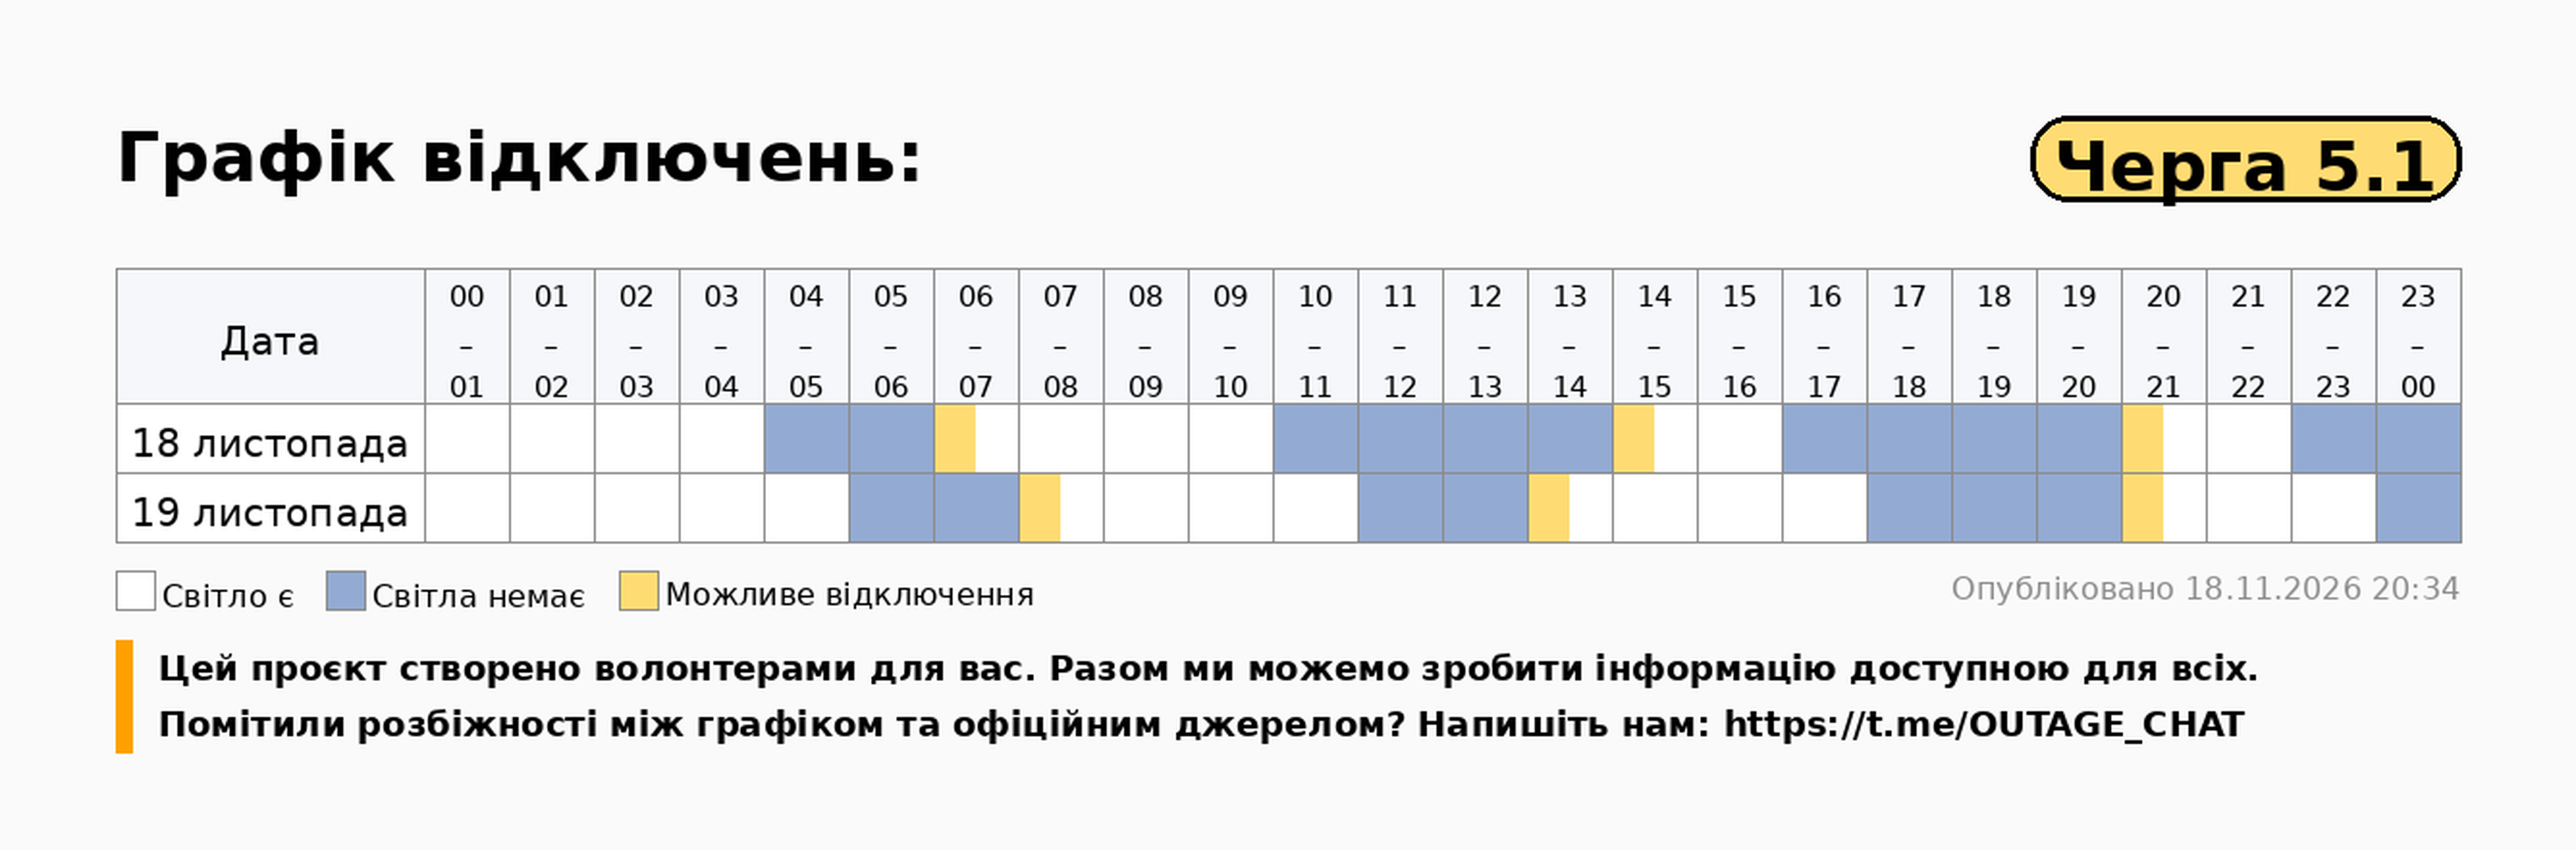 Графік відключень:
Черга 5.1
Дата
00 – 01
01 – 02
02 – 03
03 – 04
04 – 05
05 – 06
06 – 07
07 – 08
08 – 09
09 – 10
10 – 11
11 – 12
12 – 13
13 – 14
14 – 15
15 – 16
16 – 17
17 – 18
18 – 19
19 – 20
20 – 21
21 – 22
22 – 23
23 – 00
18 листопада
19 листопада
Світло є
Світла немає
Можливе відключення
Опубліковано 18.11.2026 20:34
Цей проєкт створено волонтерами для вас. Разом ми можемо зробити інформацію доступною для всіх.
Помітили розбіжності між графіком та офіційним джерелом? Напишіть нам: https://t.me/OUTAGE_CHAT